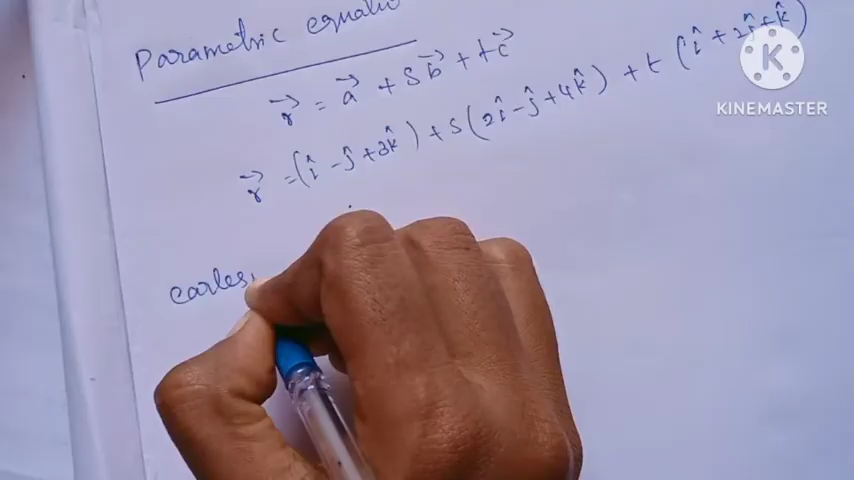 Parametric equatio
r⃗ = a⃗ + s b⃗ + t c⃗
r⃗ = (î - ĵ + 3k̂) + s(2î - ĵ + 4k̂) + t(î + 2ĵ + k̂)
cartes
K
KINEMASTER